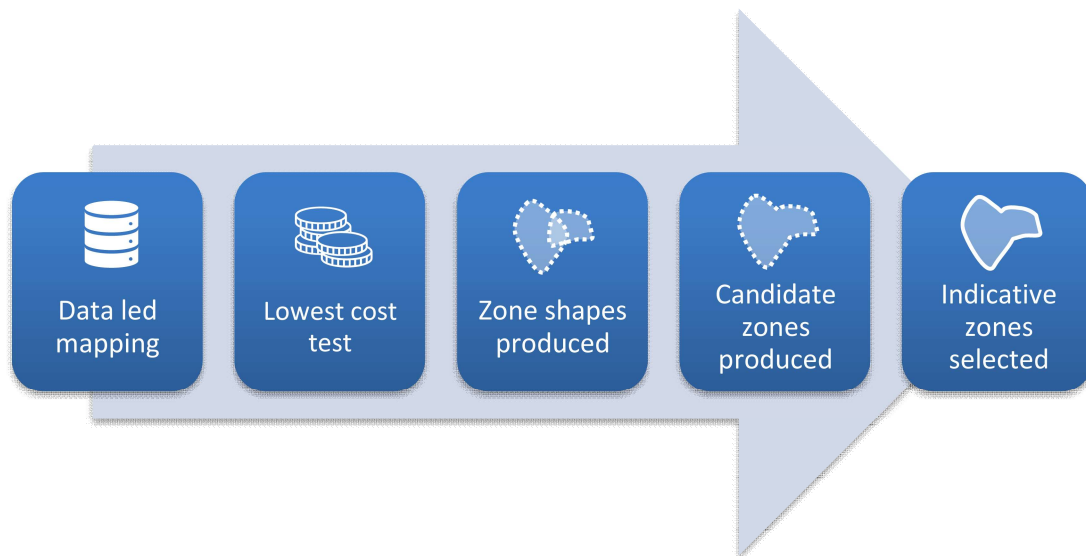 Data led
mapping
Lowest cost
test
Zone shapes
produced
Candidate
zones
produced
Indicative
zones
selected